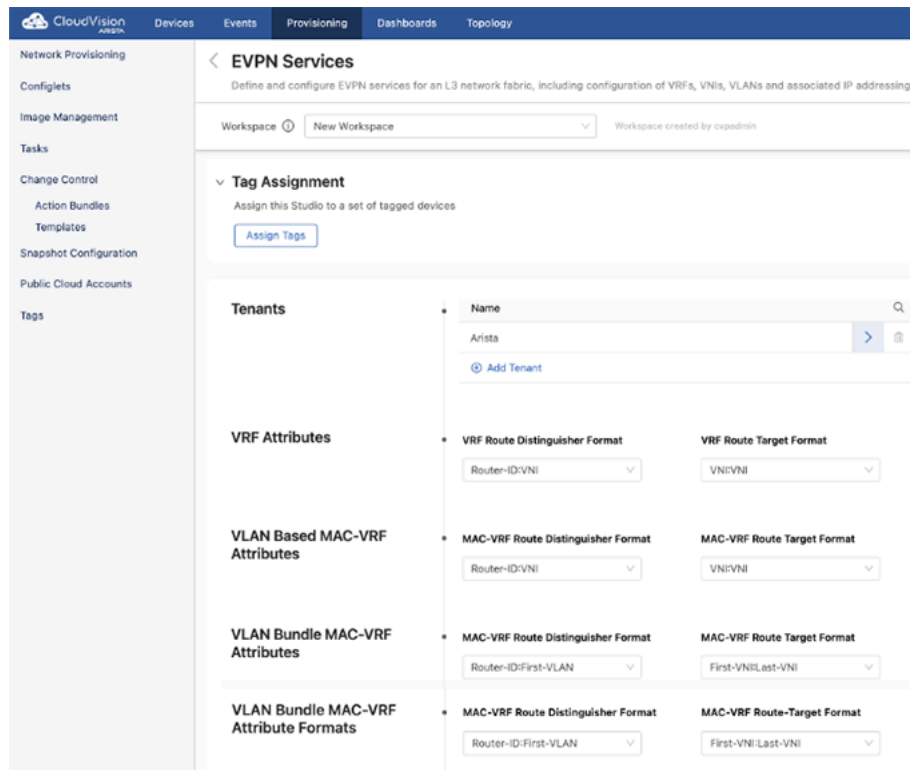 CloudVision
ARISTA
Devices
Events
Provisioning
Dashboards
Topology
Network Provisioning
Configlets
Image Management
Tasks
Change Control
Action Bundles
Templates
Snapshot Configuration
Public Cloud Accounts
Tags
EVPN Services
Define and configure EVPN services for an L3 network fabric, including configuration of VRFs, VNIs, VLANs and associated IP addressing
Workspace
New Workspace
Workspace created by cvpadmin
Tag Assignment
Assign this Studio to a set of tagged devices
Assign Tags
Tenants
Name
Arista
Add Tenant
VRF Attributes
VRF Route Distinguisher Format
VRF Route Target Format
Router-ID:VNI
VNI:VNI
VLAN Based MAC-VRF
Attributes
MAC-VRF Route Distinguisher Format
MAC-VRF Route Target Format
Router-ID:VNI
VNI:VNI
VLAN Bundle MAC-VRF
Attributes
MAC-VRF Route Distinguisher Format
MAC-VRF Route Target Format
Router-ID:First-VLAN
First-VNI:Last-VNI
VLAN Bundle MAC-VRF
Attribute Formats
MAC-VRF Route Distinguisher Format
MAC-VRF Route-Target Format
Router-ID:First-VLAN
First-VNI:Last-VNI